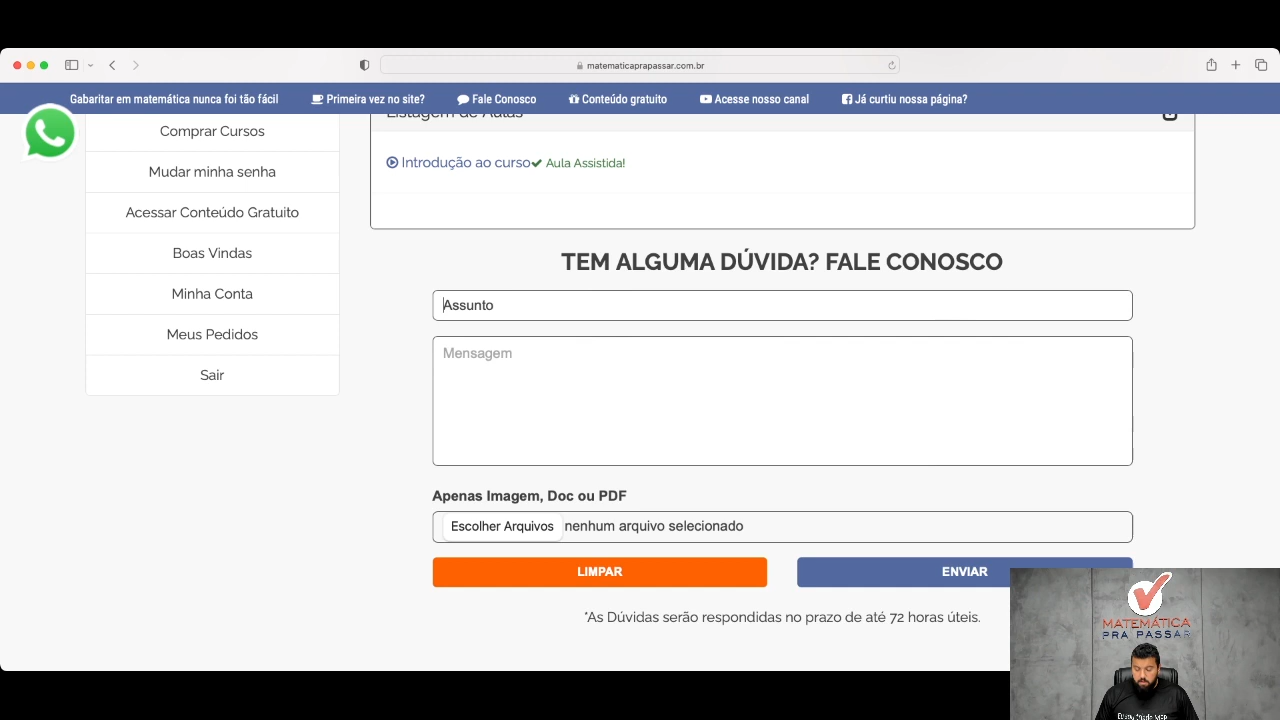 matematicaprapassar.com.br
Gabaritar em matemática nunca foi tão fácil
Primeira vez no site?
Fale Conosco
Conteúdo gratuito
Acesse nosso canal
Já curtiu nossa página?
Comprar Cursos
Mudar minha senha
Acessar Conteúdo Gratuito
Boas Vindas
Minha Conta
Meus Pedidos
Sair
Listagem de Aulas
Introdução ao curso Aula Assistida!
TEM ALGUMA DÚVIDA? FALE CONOSCO
Assunto
Mensagem
Apenas Imagem, Doc ou PDF
Escolher Arquivos nenhum arquivo selecionado
LIMPAR
ENVIAR
*As Dúvidas serão respondidas no prazo de até 72 horas úteis.
MATEMÁTICA
PRA PASSAR